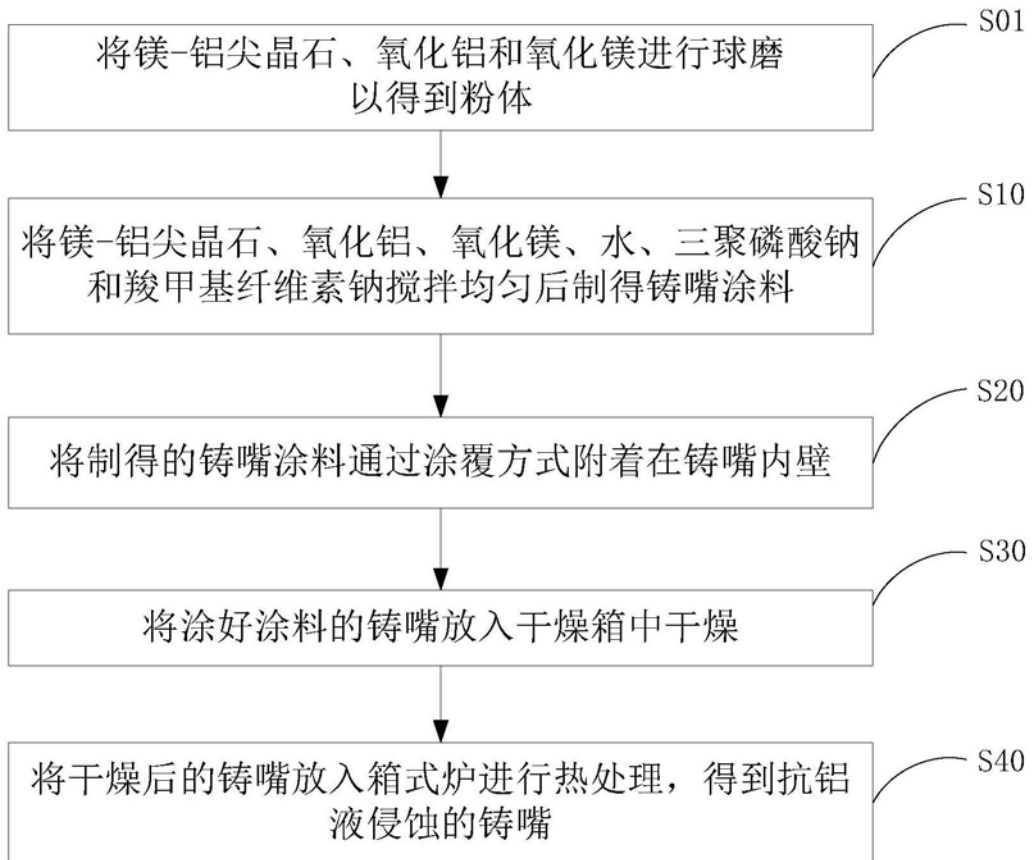 S01
将镁-铝尖晶石、氧化铝和氧化镁进行球磨
以得到粉体
S10
将镁-铝尖晶石、氧化铝、氧化镁、水、三聚磷酸钠
和羧甲基纤维素钠搅拌均匀后制得铸嘴涂料
S20
将制得的铸嘴涂料通过涂覆方式附着在铸嘴内壁
S30
将涂好涂料的铸嘴放入干燥箱中干燥
S40
将干燥后的铸嘴放入箱式炉进行热处理，得到抗铝
液侵蚀的铸嘴